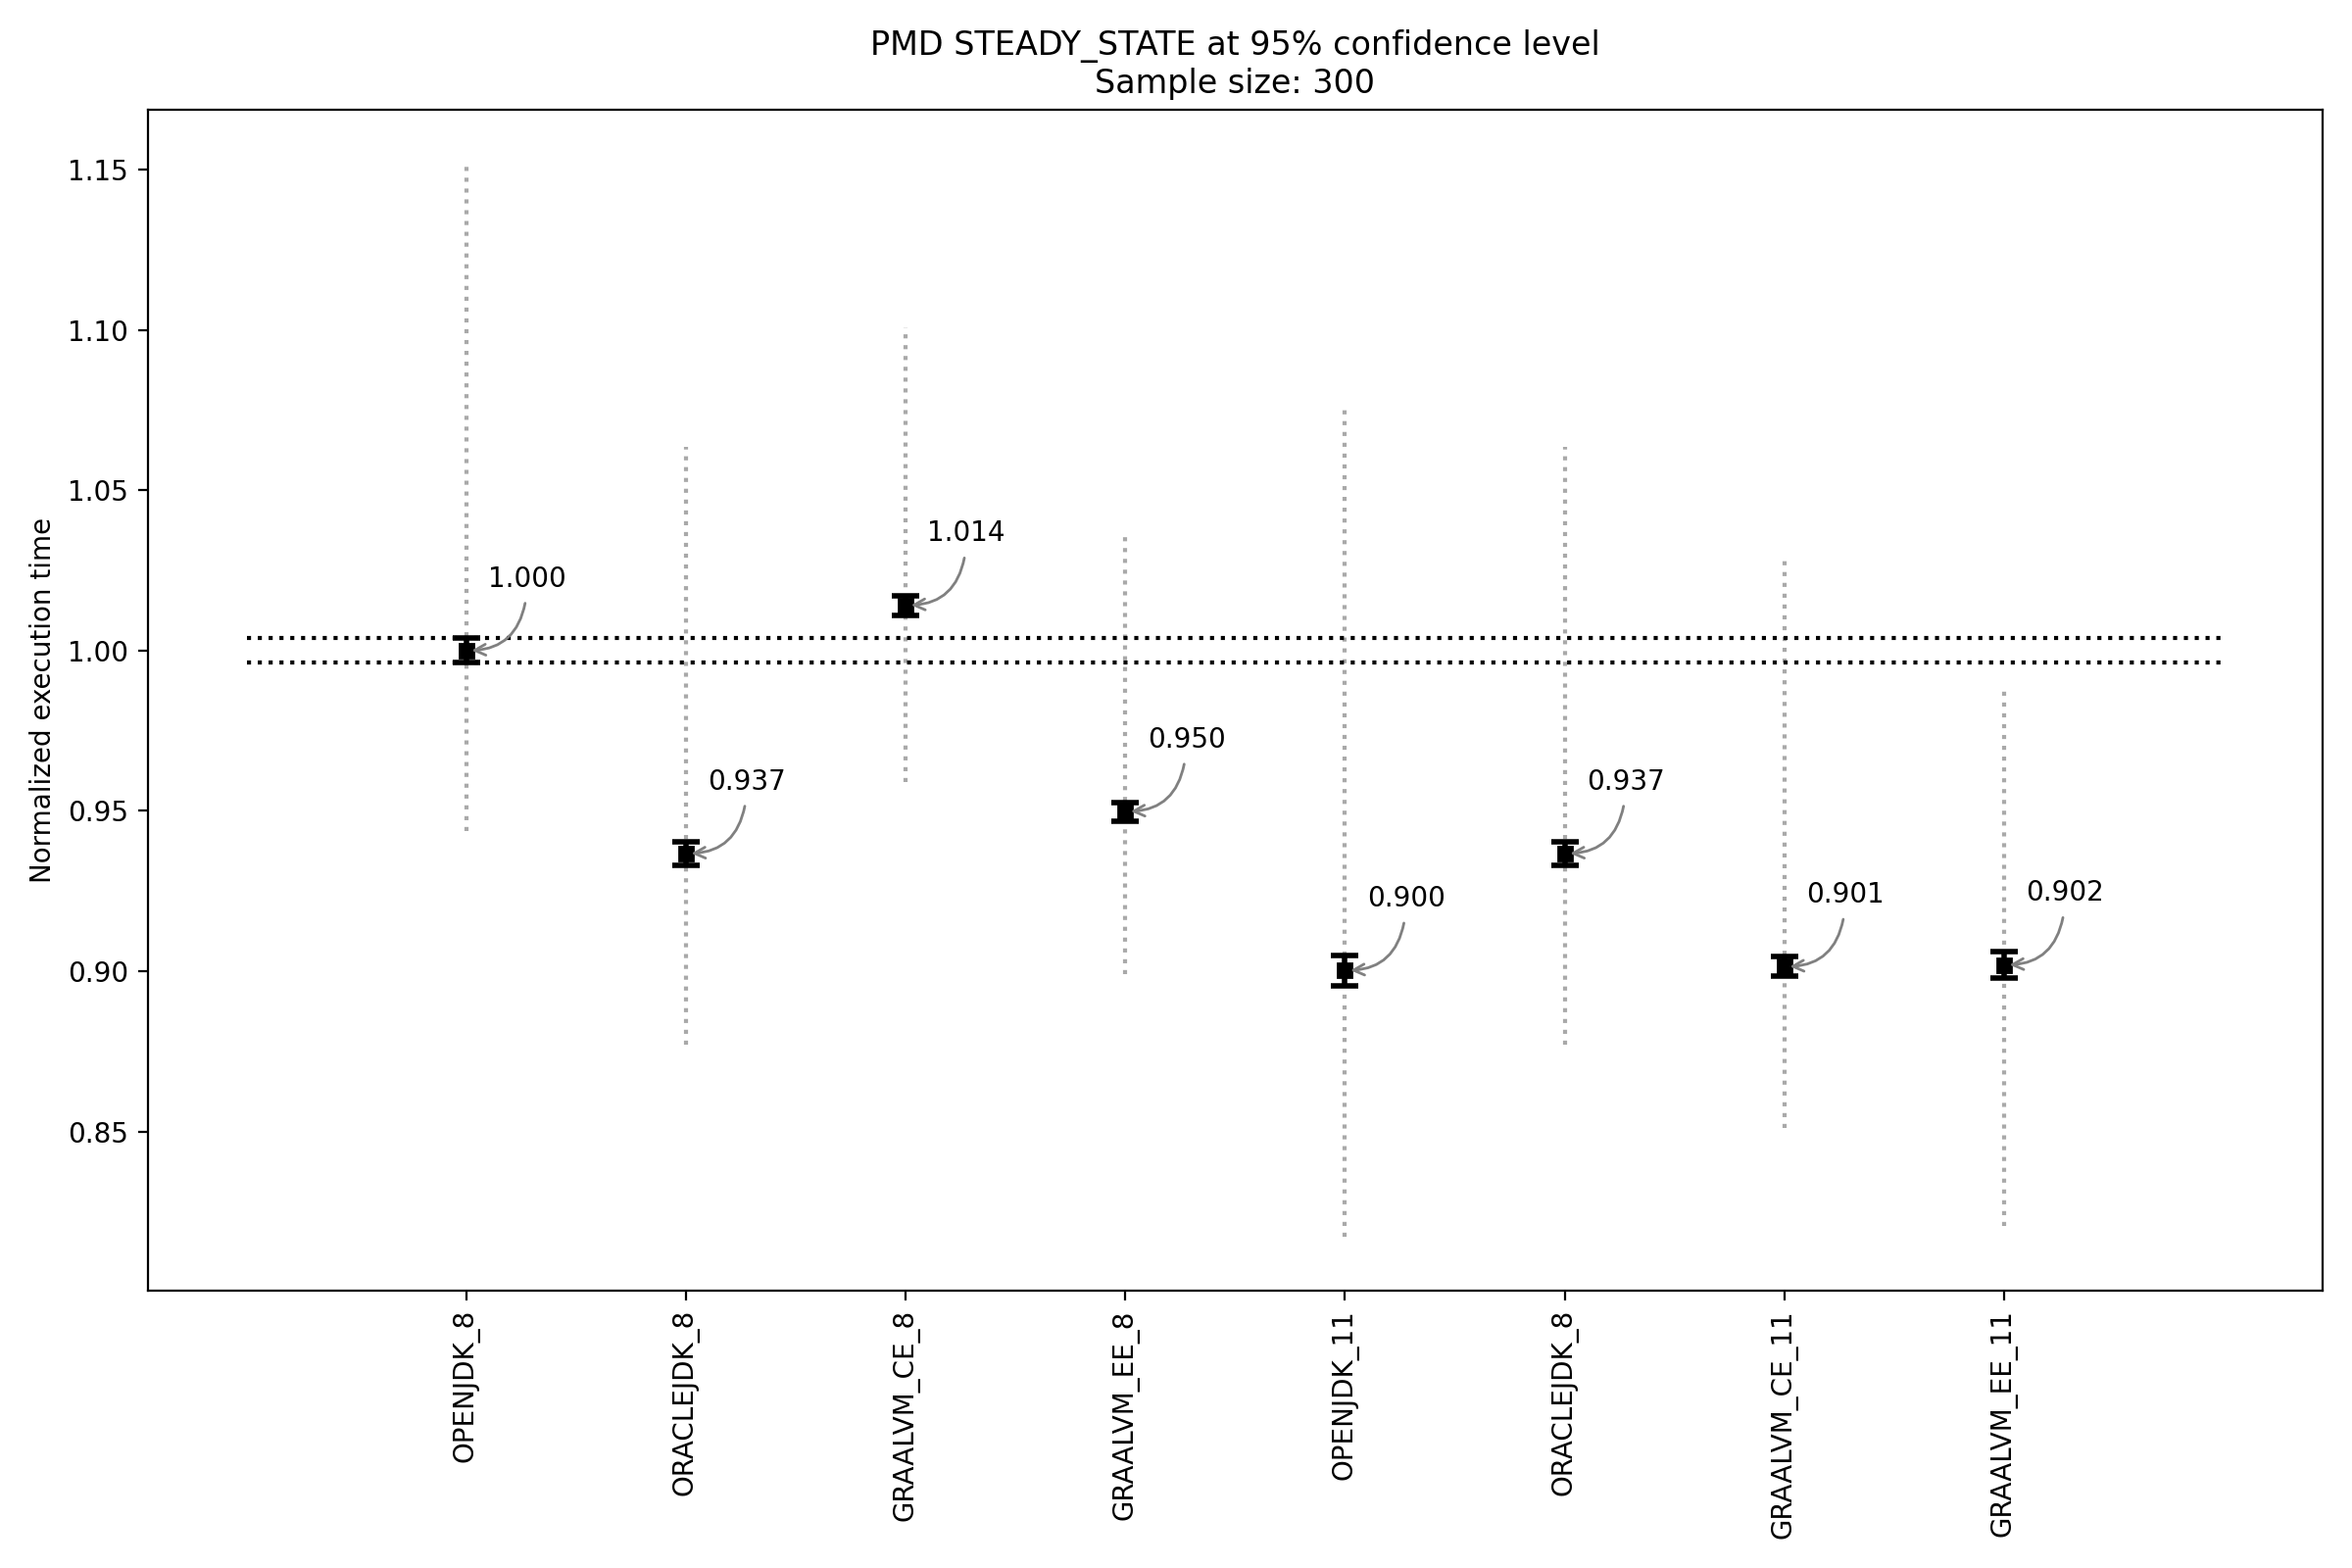 PMD STEADY_STATE at 95% confidence level
Sample size: 300
Normalized execution time
1.15
1.10
1.05
1.00
0.95
0.90
0.85
1.000
0.937
1.014
0.950
0.900
0.937
0.901
0.902
OPENJDK_8
ORACLEJDK_8
GRAALVM_CE_8
GRAALVM_EE_8
OPENJDK_11
ORACLEJDK_8
GRAALVM_CE_11
GRAALVM_EE_11